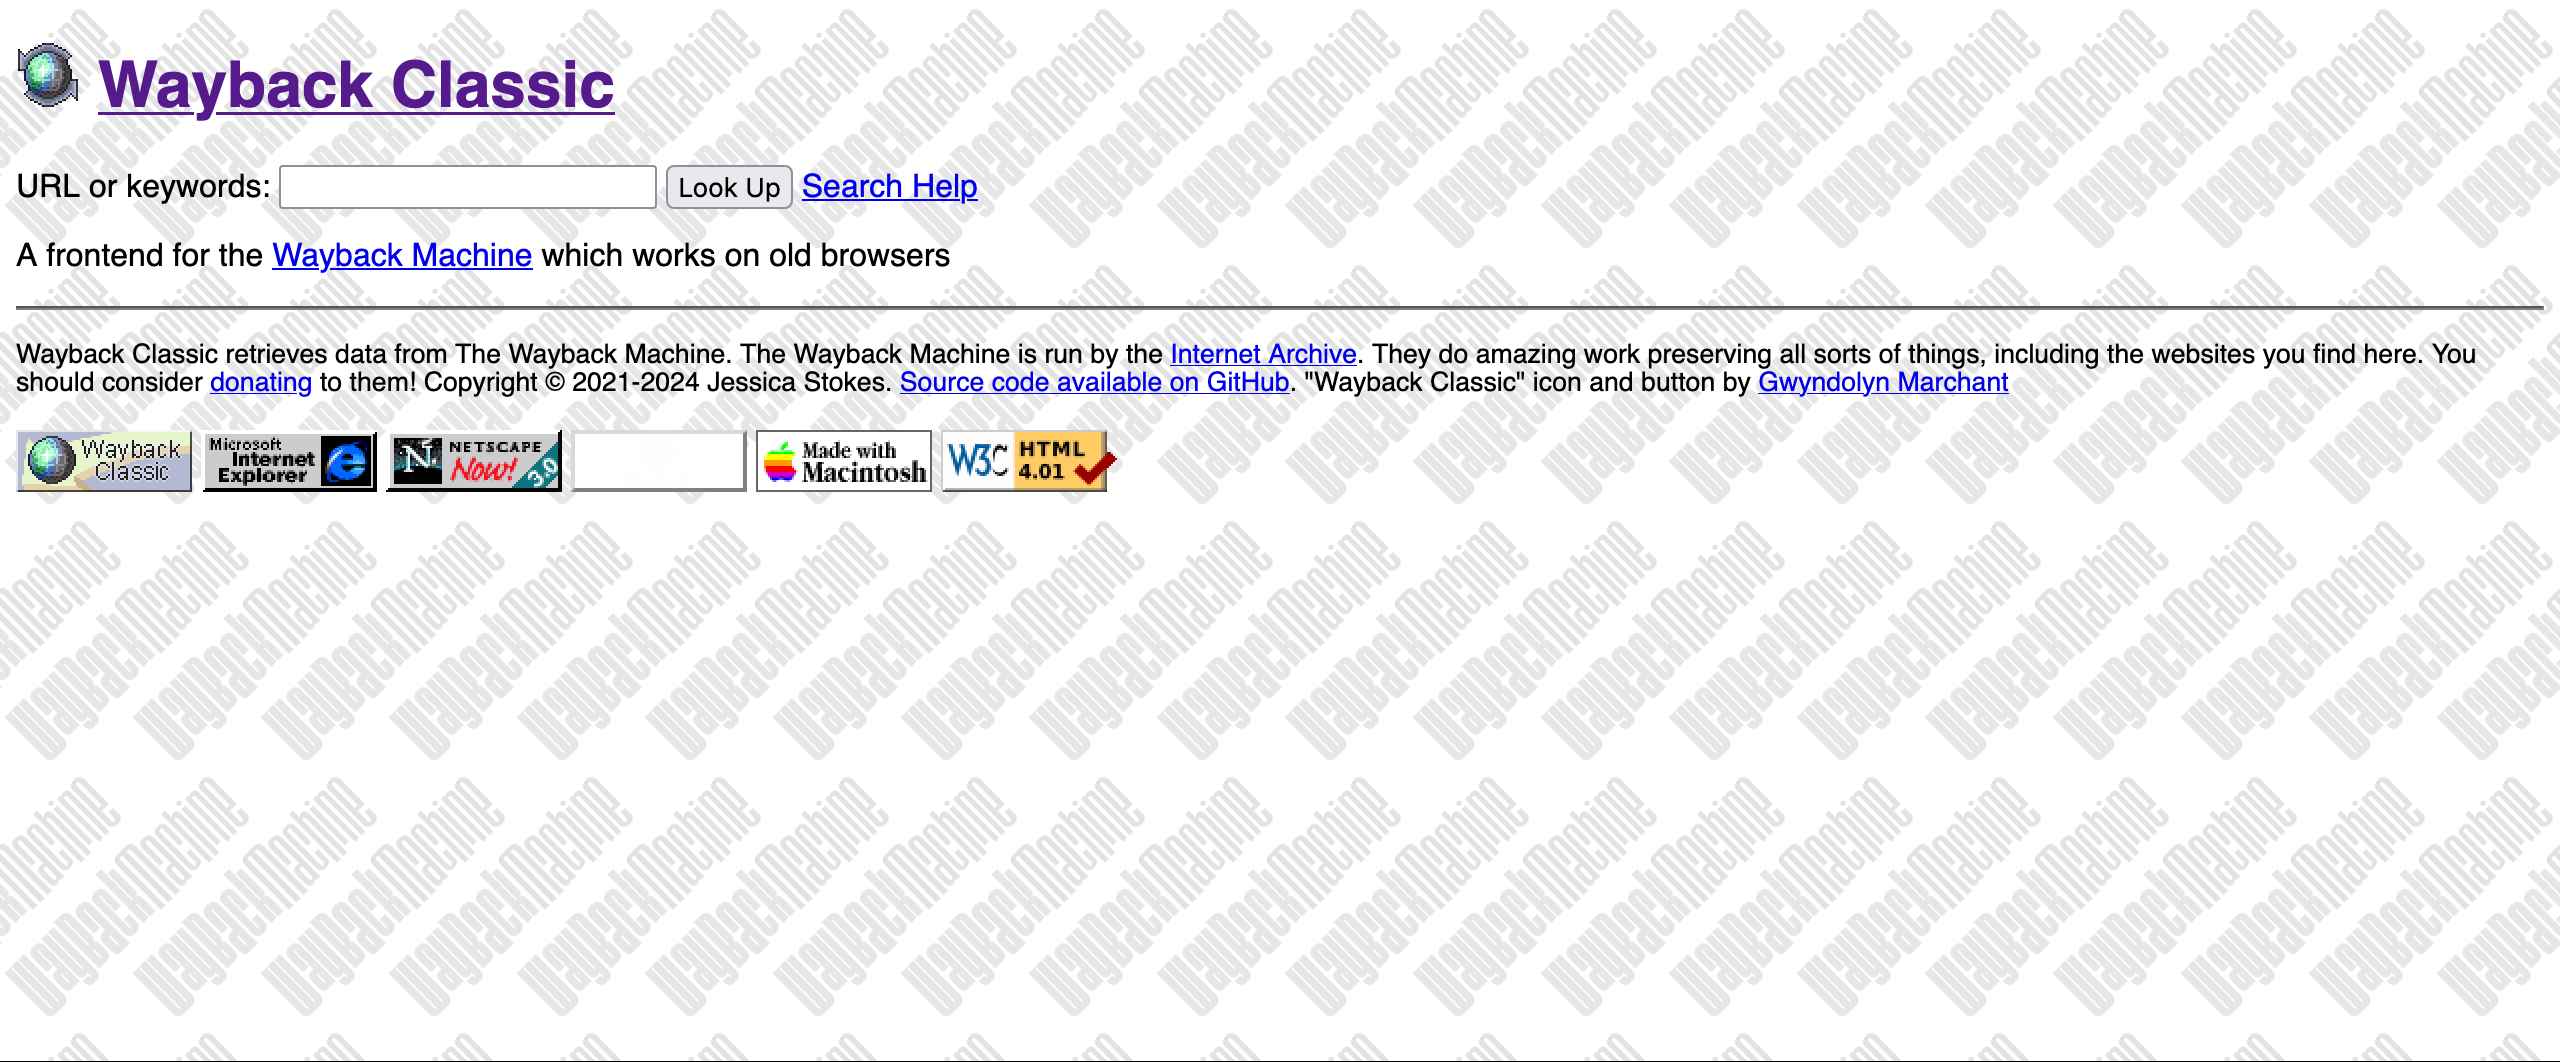 Wayback Classic
URL or keywords: Look Up Search Help
A frontend for the Wayback Machine which works on old browsers
Wayback Classic retrieves data from The Wayback Machine. The Wayback Machine is run by the Internet Archive. They do amazing work preserving all sorts of things, including the websites you find here. You
should consider donating to them! Copyright © 2021-2024 Jessica Stokes. Source code available on GitHub. "Wayback Classic" icon and button by Gwyndolyn Marchant
Wayback
Classic
Microsoft
Internet
Explorer
N
NETSCAPE
Now! 3.0
Made with
Macintosh
W3C HTML
4.01
WaybackMachine